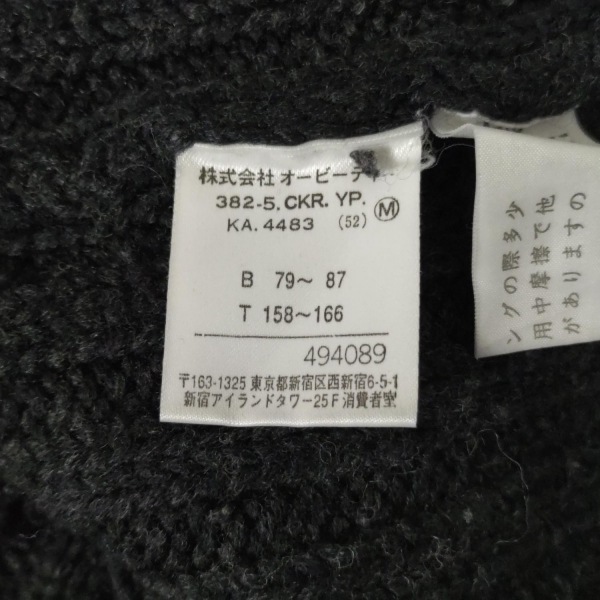 株式会社 オービーティー
382-5. CKR. YP.
KA. 4483 (52) Ⓜ
B 79～ 87
T 158～166
494089
〒163-1325 東京都新宿区西新宿6-5-1
新宿アイランドタワー25F消費者室
ングの際多少
用中摩擦で他
がありますの